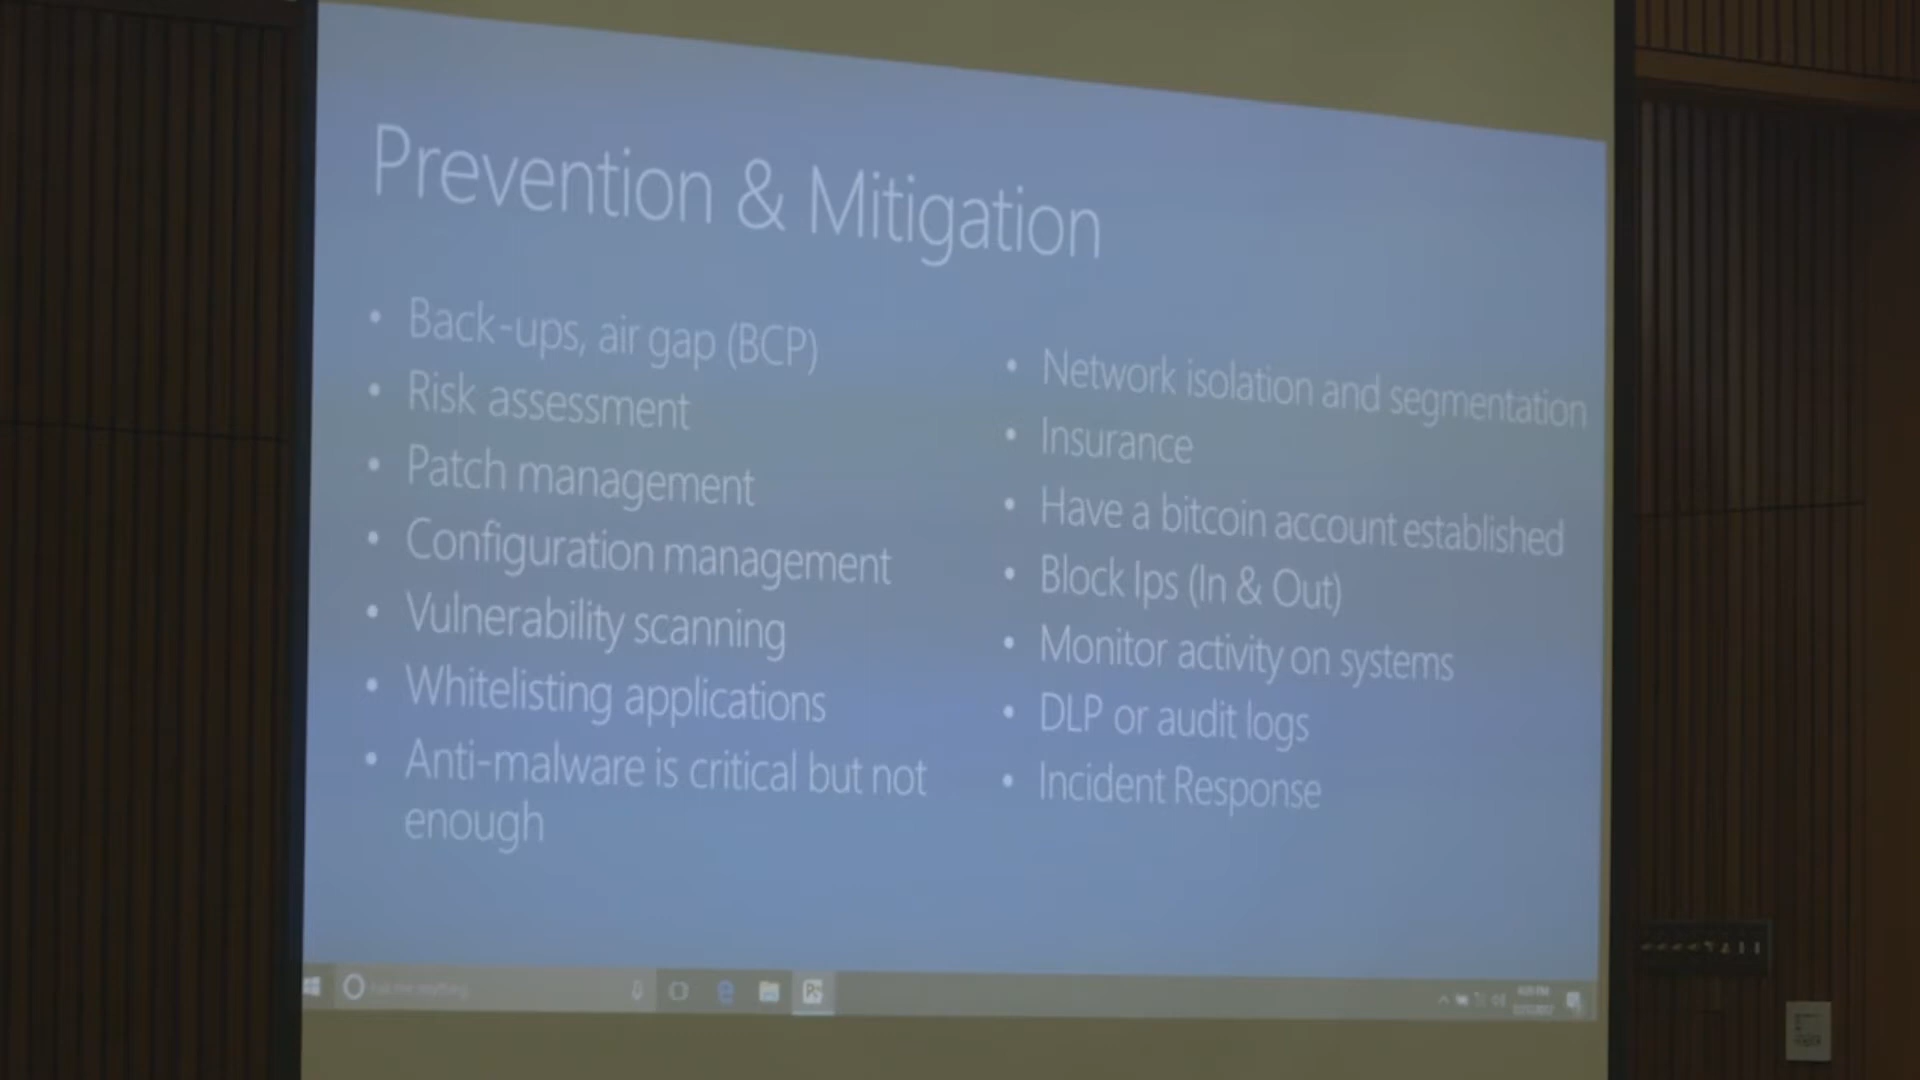 Prevention & Mitigation
• Back-ups, air gap (BCP)
• Risk assessment
• Patch management
• Configuration management
• Vulnerability scanning
• Whitelisting applications
• Anti-malware is critical but not
enough
• Network isolation and segmentation
• Insurance
• Have a bitcoin account established
• Block Ips (In & Out)
• Monitor activity on systems
• DLP or audit logs
• Incident Response